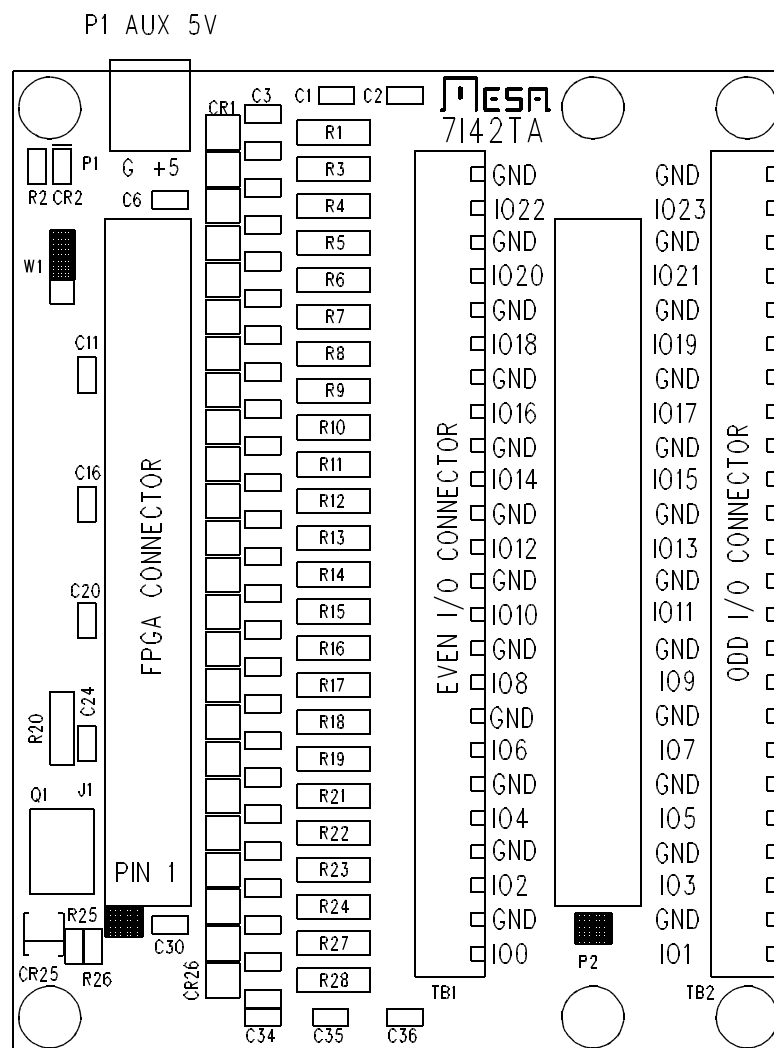 P1 AUX 5V
C3
C1
C2
MESA
7I42TA
CR1
R1
G +5
P1
R2
CR2
C6
W1
C11
C16
C20
C24
R20
Q1
J1
FPGA CONNECTOR
PIN 1
R25
C30
CR25
R26
CR26
R3
R4
R5
R6
R7
R8
R9
R10
R11
R12
R13
R14
R15
R16
R17
R18
R19
R21
R22
R23
R24
R27
R28
C34
C35
C36
EVEN I/O CONNECTOR
TB1
GND
IO22
GND
IO20
GND
IO18
GND
IO16
GND
IO14
GND
IO12
GND
IO10
GND
IO8
GND
IO6
GND
IO4
GND
IO2
GND
IO0
P2
GND
IO23
GND
IO21
GND
IO19
GND
IO17
GND
IO15
GND
IO13
GND
IO11
GND
IO9
GND
IO7
GND
IO5
GND
IO3
GND
IO1
ODD I/O CONNECTOR
TB2